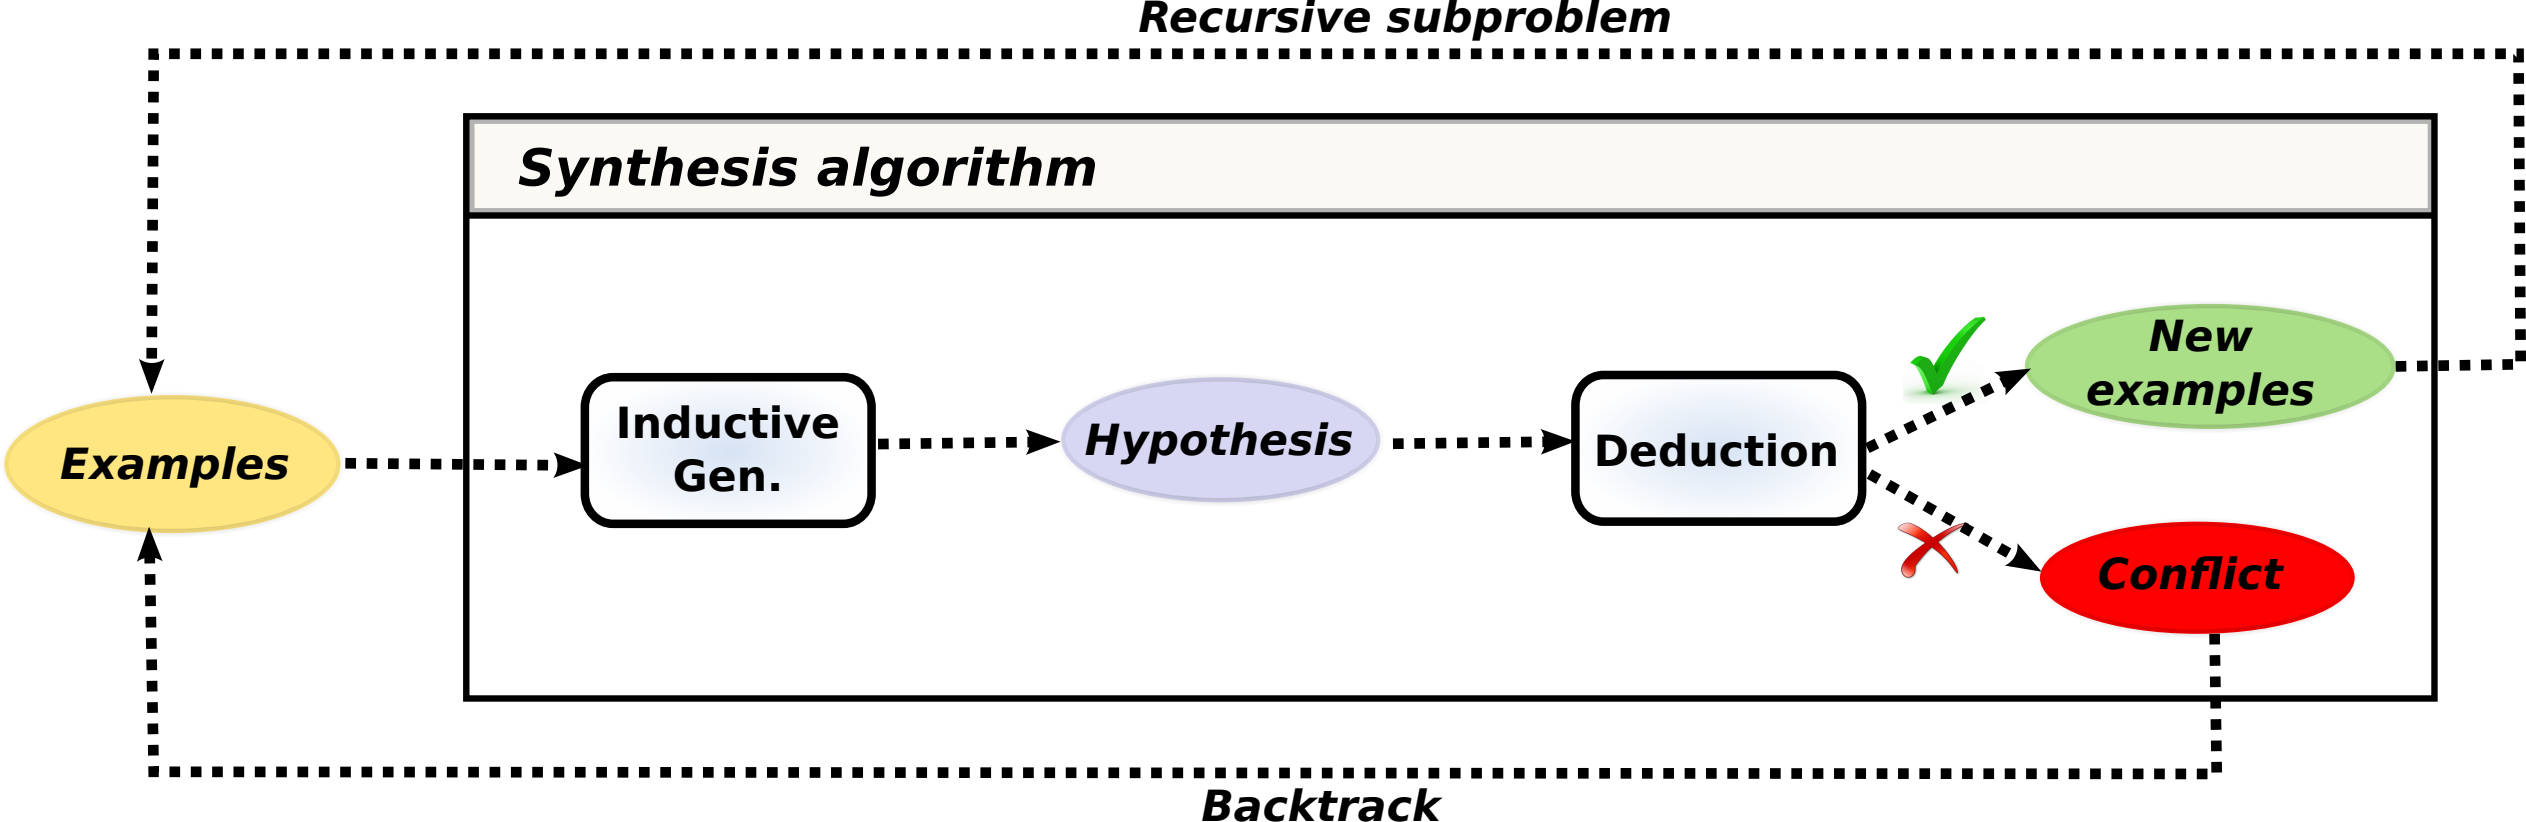 Recursive subproblem
Synthesis algorithm
Examples
Inductive
Gen.
Hypothesis
Deduction
New
examples
Conflict
Backtrack